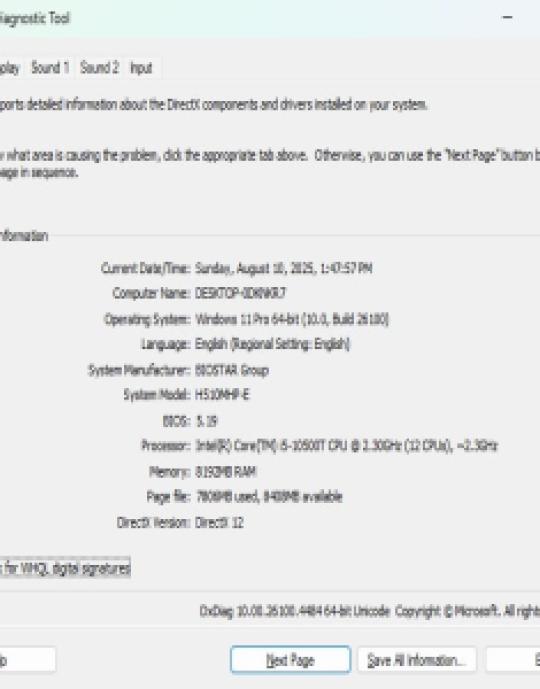 iagnostic Tool
play Sound 1 Sound 2 Input
ports detailed information about the DirectX components and drivers installed on your system.
w what area is causing the problem, click the appropriate tab above. Otherwise, you can use the "Next Page" button b
age in sequence.
nformation
Current Date/Time: Sunday, August 10, 2025, 1:47:57 PM
Computer Name:
Operating System: Windows 11 Pro 64-bit (10.0, Build 26100)
Language: English (Regional Setting: English)
System Manufacturer: BIOSTAR Group
System Model: H510MHP-E
BIOS: 5.19
Processor: Intel(R) Core(TM) i5-10500T CPU @ 2.30GHz (12 CPUs), ~2.3GHz
Memory: 8192MB RAM
Page file: 7806MB used, 8408MB available
DirectX Version: DirectX 12
k for WHQL digital signatures
DxDiag 10.00.26100.4484 64-bit Unicode Copyright © Microsoft. All right
lp Next Page Save All Information... E